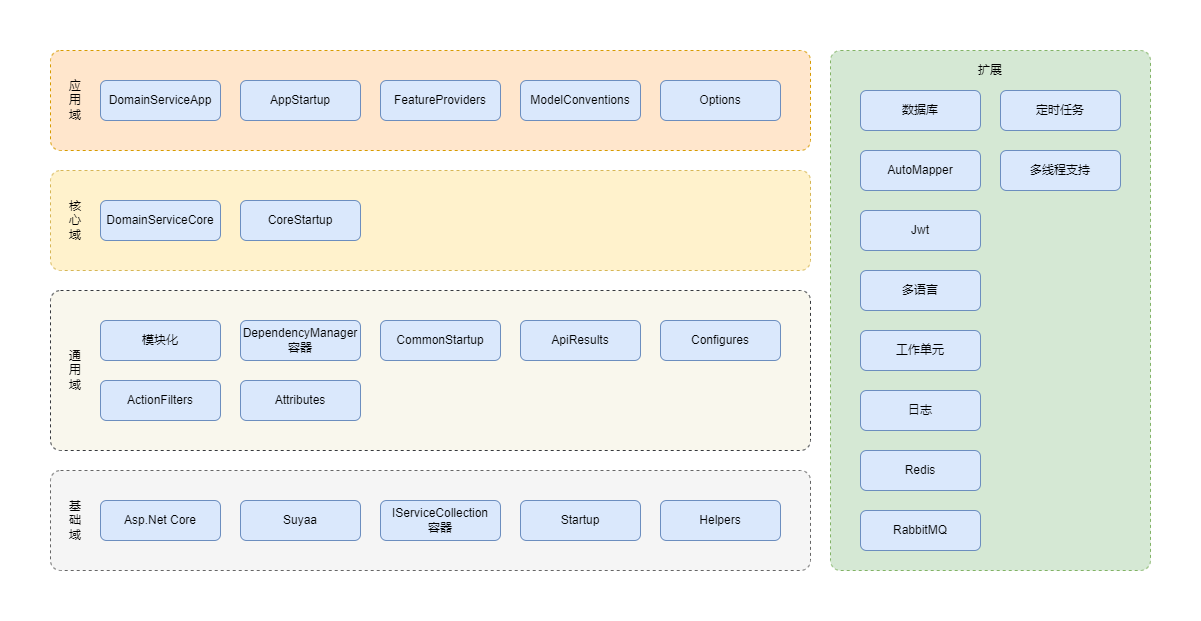 应用域
DomainServiceApp
AppStartup
FeatureProviders
ModelConventions
Options
核心域
DomainServiceCore
CoreStartup
通用域
模块化
DependencyManager
容器
CommonStartup
ApiResults
Configures
ActionFilters
Attributes
基础域
Asp.Net Core
Suyaa
IServiceCollection
容器
Startup
Helpers
扩展
数据库
定时任务
AutoMapper
多线程支持
Jwt
多语言
工作单元
日志
Redis
RabbitMQ